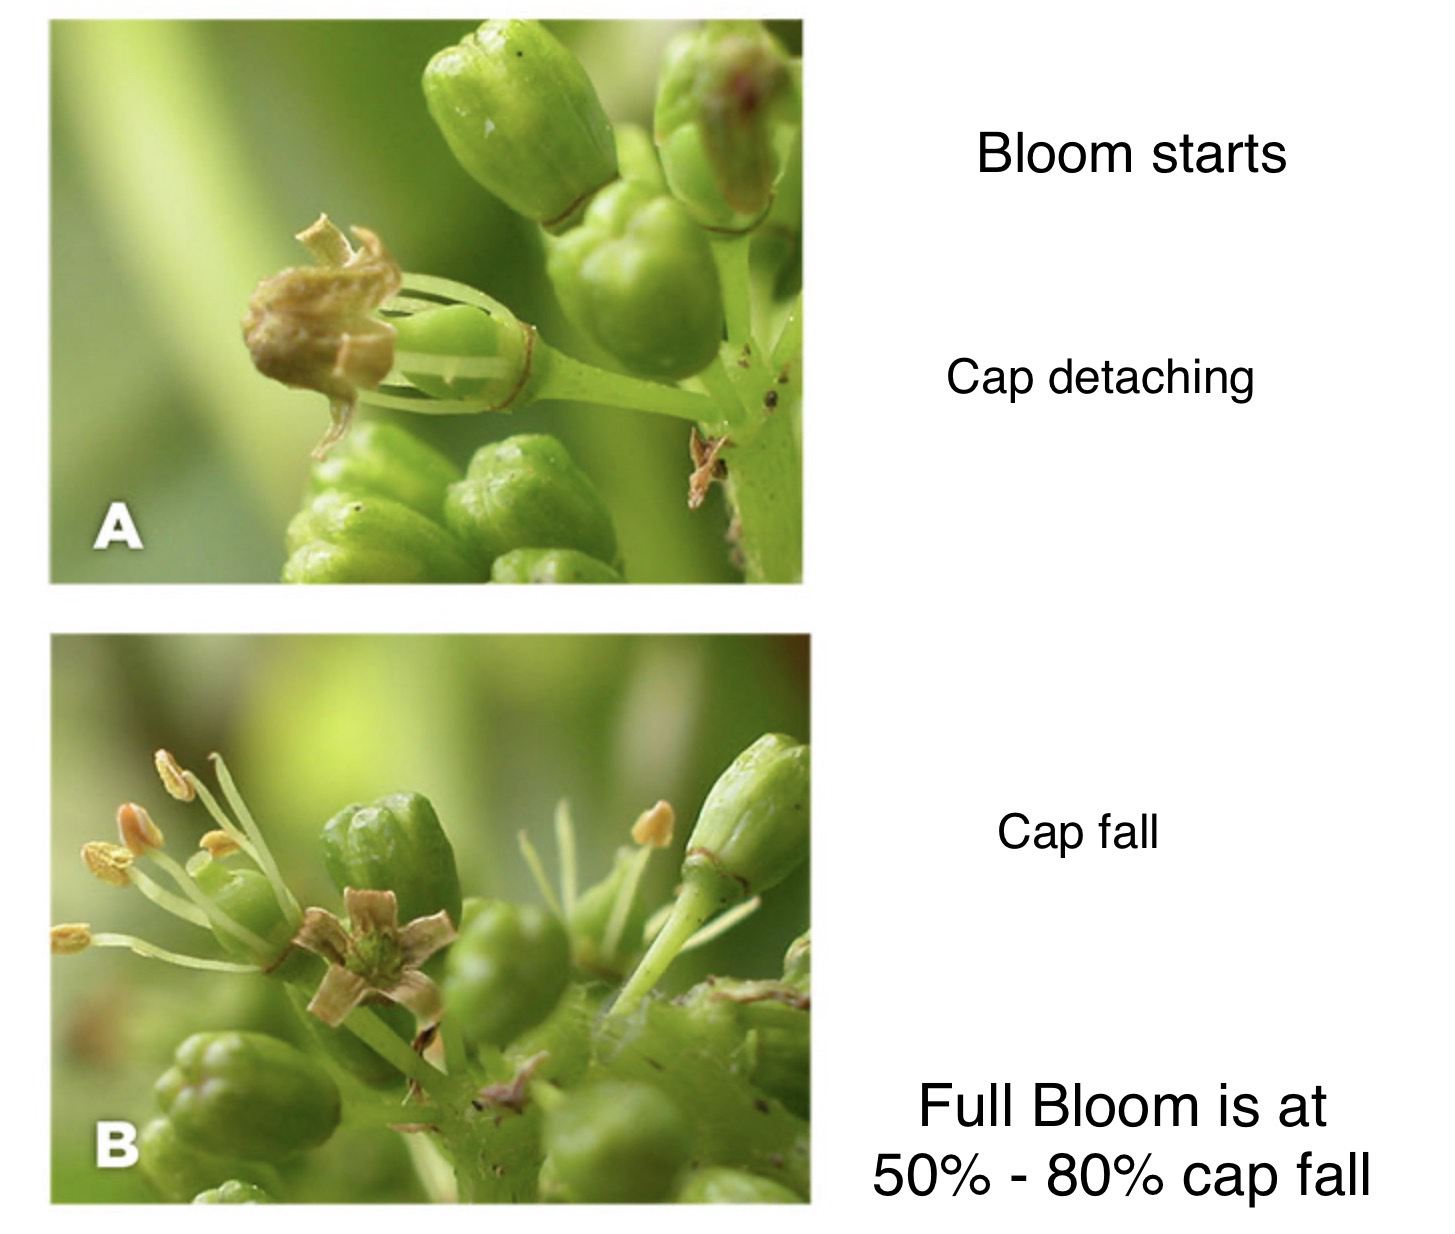 Bloom starts
Cap detaching
A
Cap fall
B
Full Bloom is at
50% - 80% cap fall